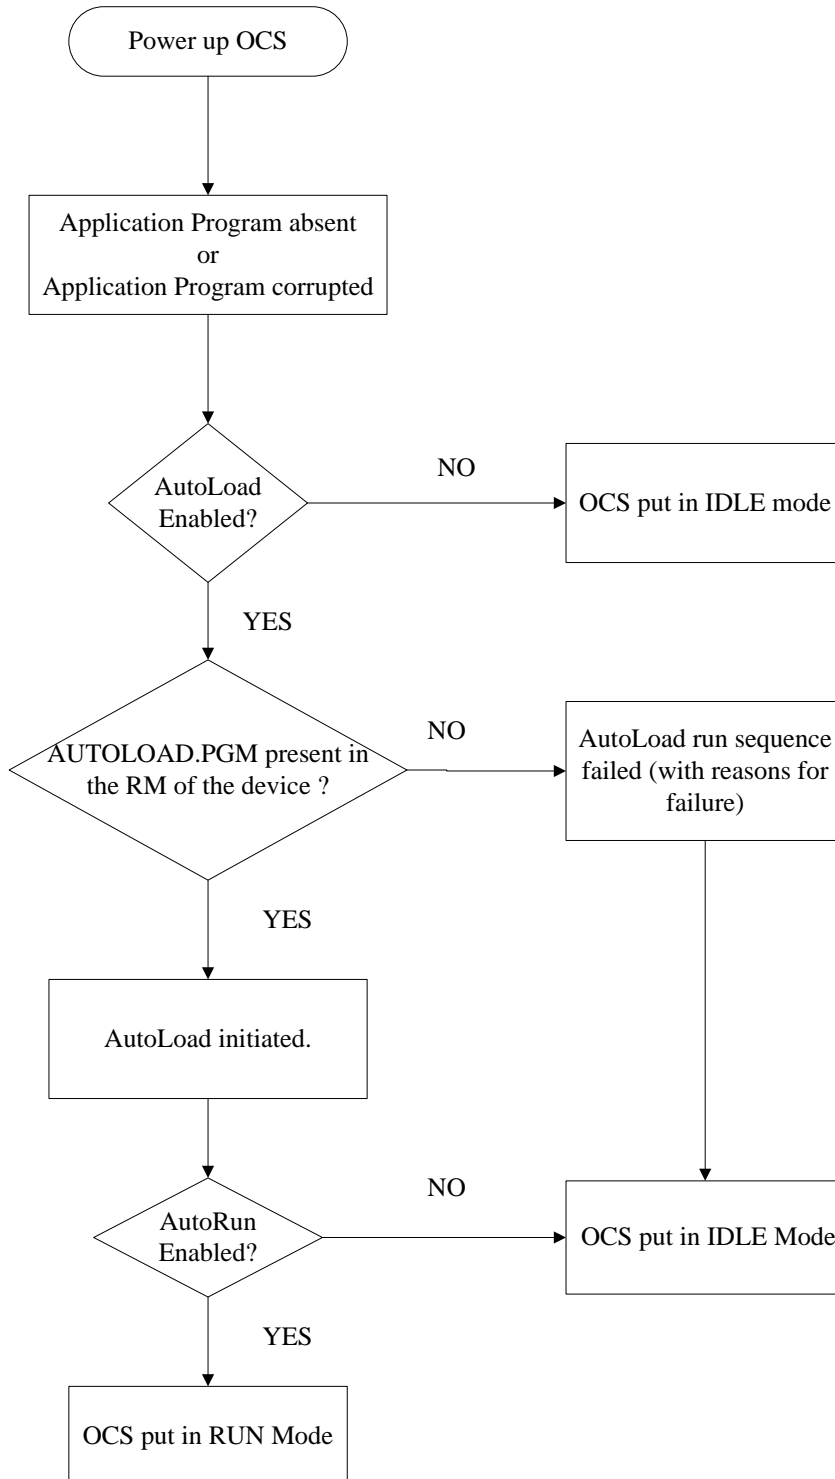 Power up OCS
Application Program absent
or
Application Program corrupted
AutoLoad
Enabled?
NO
OCS put in IDLE mode
YES
AUTOLOAD.PGM present in
the RM of the device ?
NO
AutoLoad run sequence
failed (with reasons for
failure)
YES
AutoLoad initiated.
AutoRun
Enabled?
NO
OCS put in IDLE Mode
YES
OCS put in RUN Mode